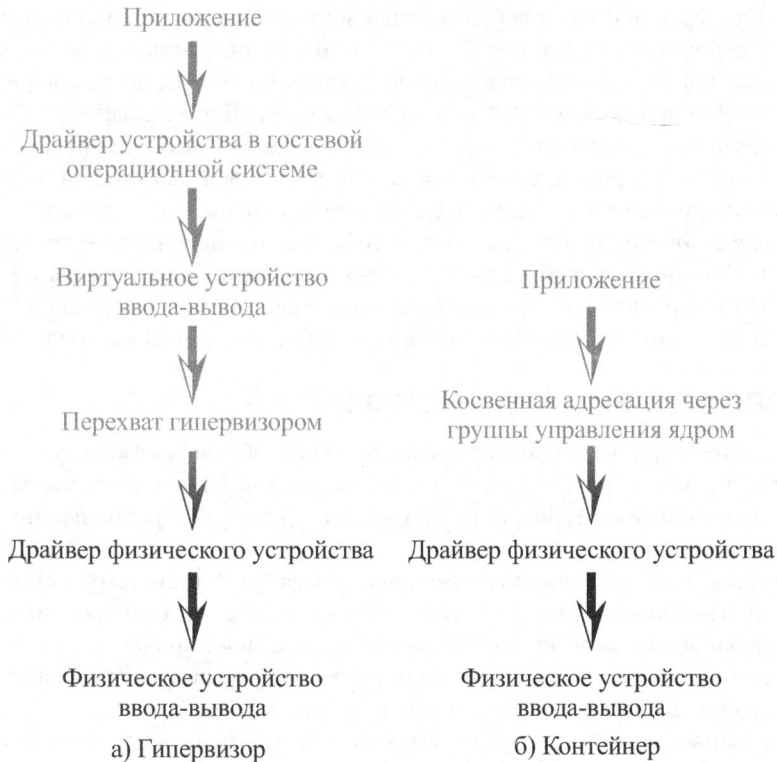 Приложение
Драйвер устройства в гостевой
операционной системе
Виртуальное устройство
ввода-вывода
Перехват гипервизором
Драйвер физического устройства
Физическое устройство
ввода-вывода
а) Гипервизор
Приложение
Косвенная адресация через
группы управления ядром
Драйвер физического устройства
Физическое устройство
ввода-вывода
б) Контейнер